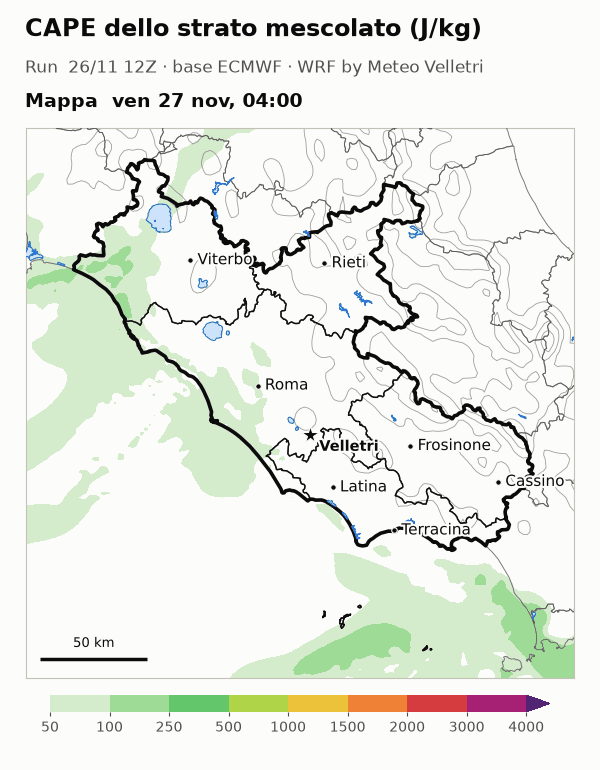 CAPE dello strato mescolato (J/kg)
Run  26/11 12Z · base ECMWF · WRF by Meteo Velletri
Mappa  ven 27 nov, 04:00
Viterbo
Rieti
Roma
Velletri
Frosinone
Latina
Cassino
Terracina
50 km
50 100 250 500 1000 1500 2000 3000 4000